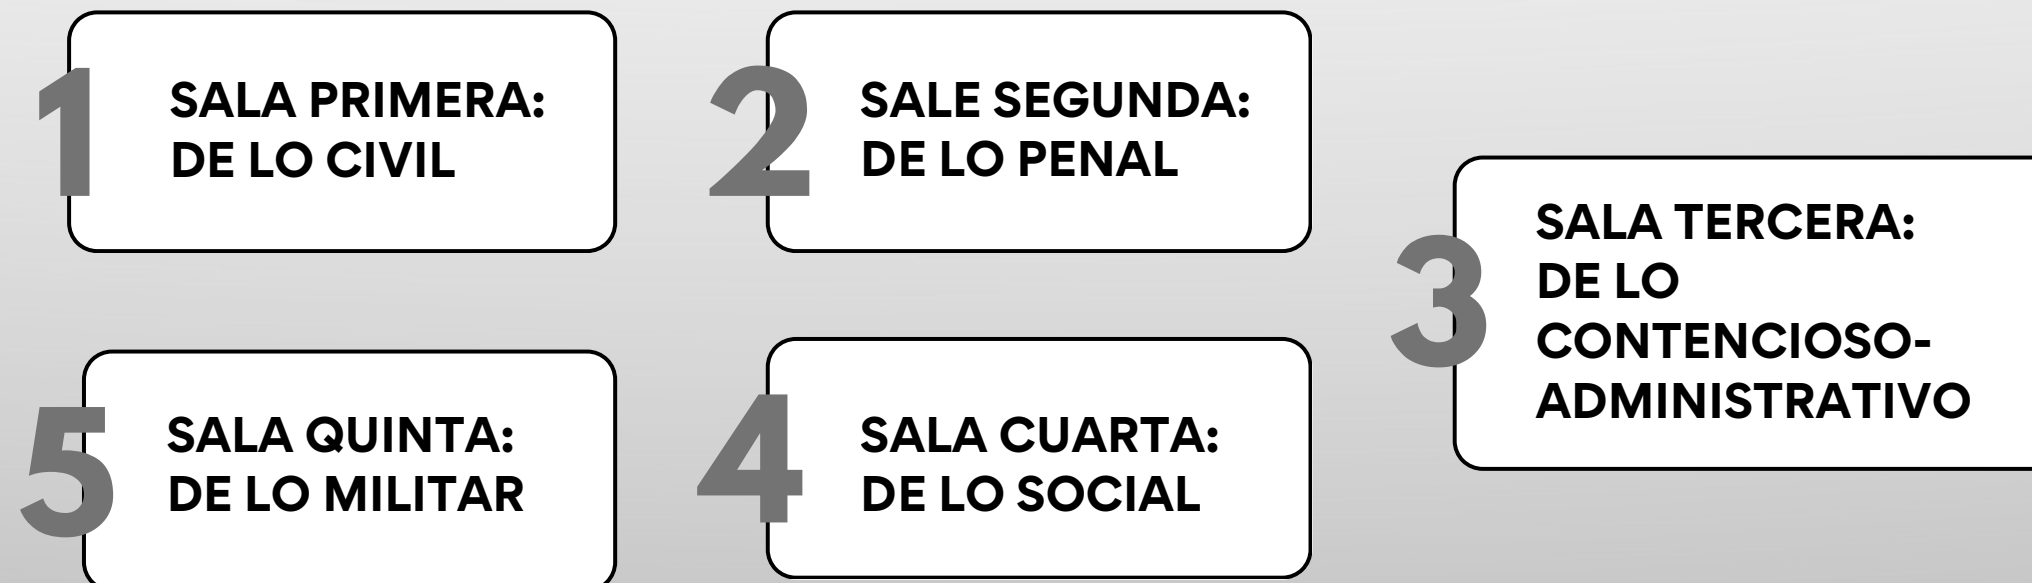 1
SALA PRIMERA:
DE LO CIVIL
2
SALE SEGUNDA:
DE LO PENAL
3
SALA TERCERA:
DE LO
CONTENCIOSO-
ADMINISTRATIVO
4
SALA CUARTA:
DE LO SOCIAL
5
SALA QUINTA:
DE LO MILITAR